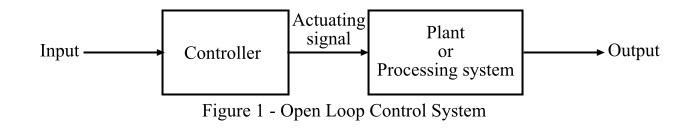 Input
Controller
Actuating
signal
Plant
or
Processing system
Output
Figure 1 - Open Loop Control System